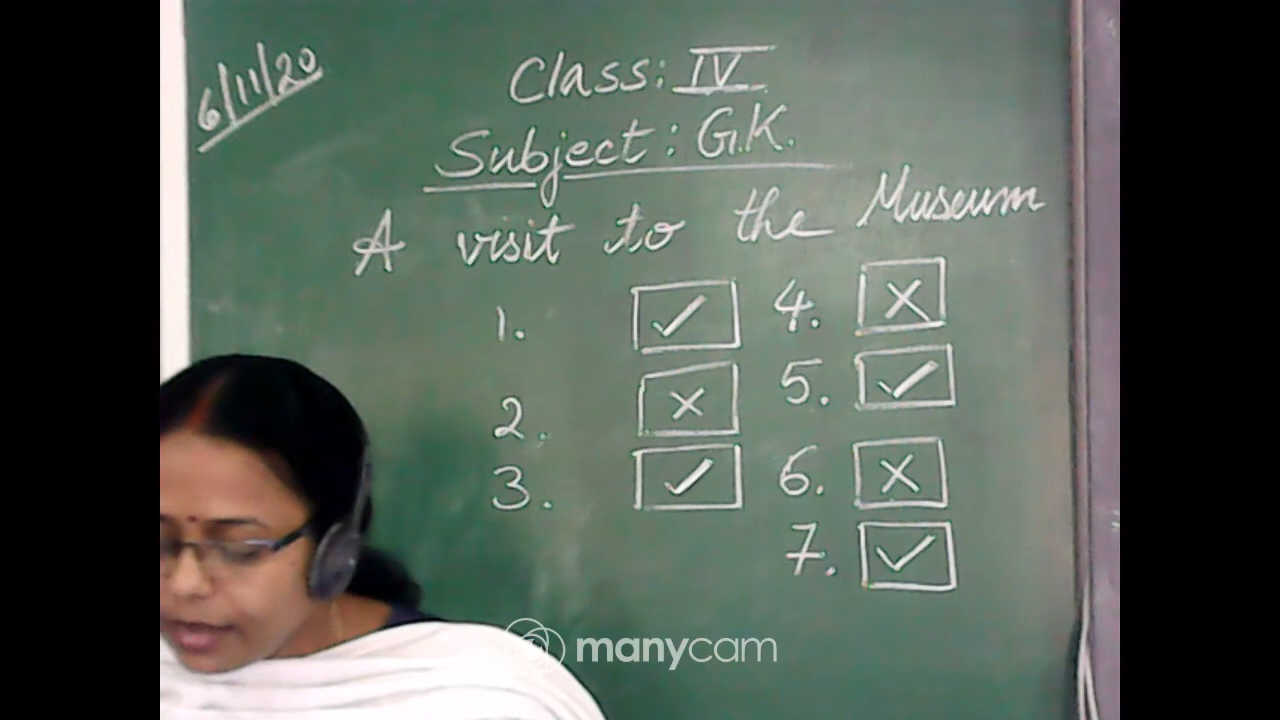 6/11/20
Class: IV
Subject: G.K.
A visit to the Museum
1. ✓
2. ✗
3. ✓
4. ✗
5. ✓
6. ✗
7. ✓
manycam